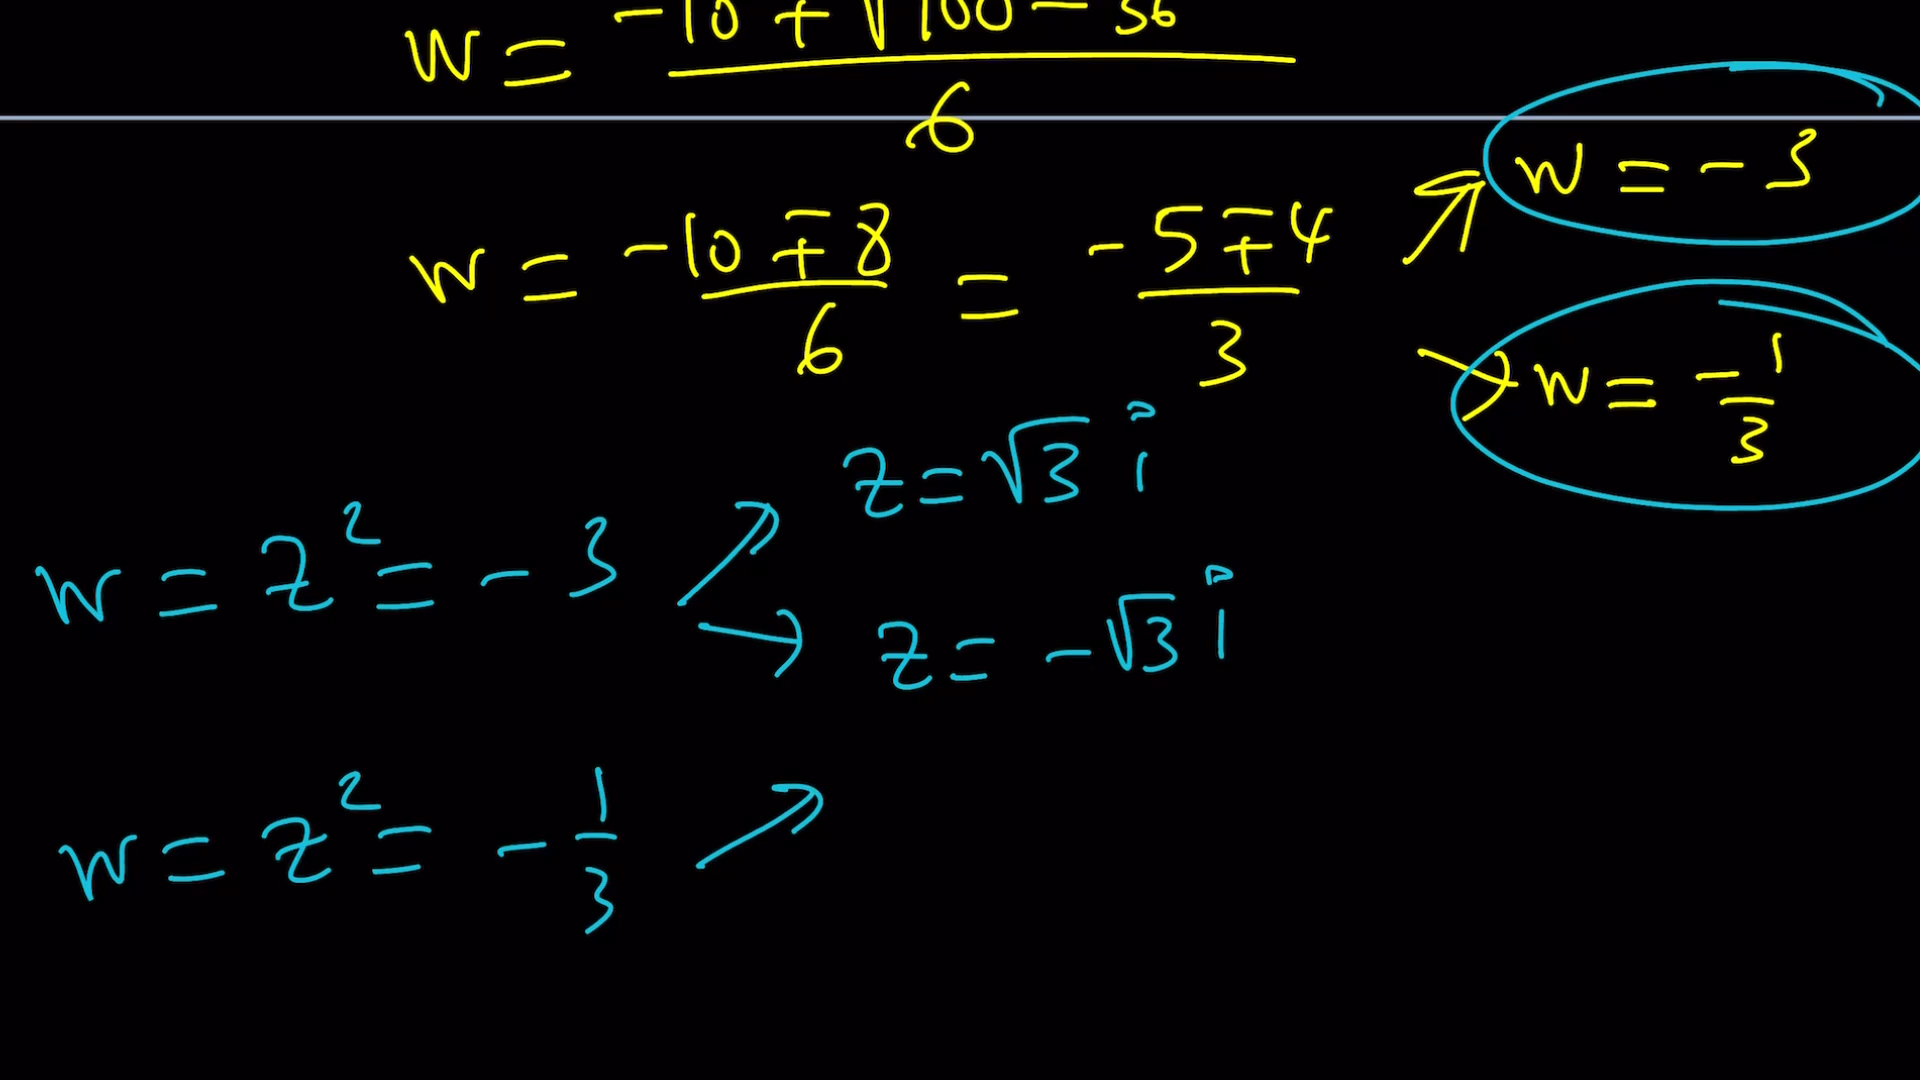 w = -10 ∓ √100 - 36 / 6
w = -10 ∓ 8 / 6 = -5 ∓ 4 / 3
w = -3
w = -1/3
z = √3 i
w = z² = -3
z = -√3 i
w = z² = -1/3